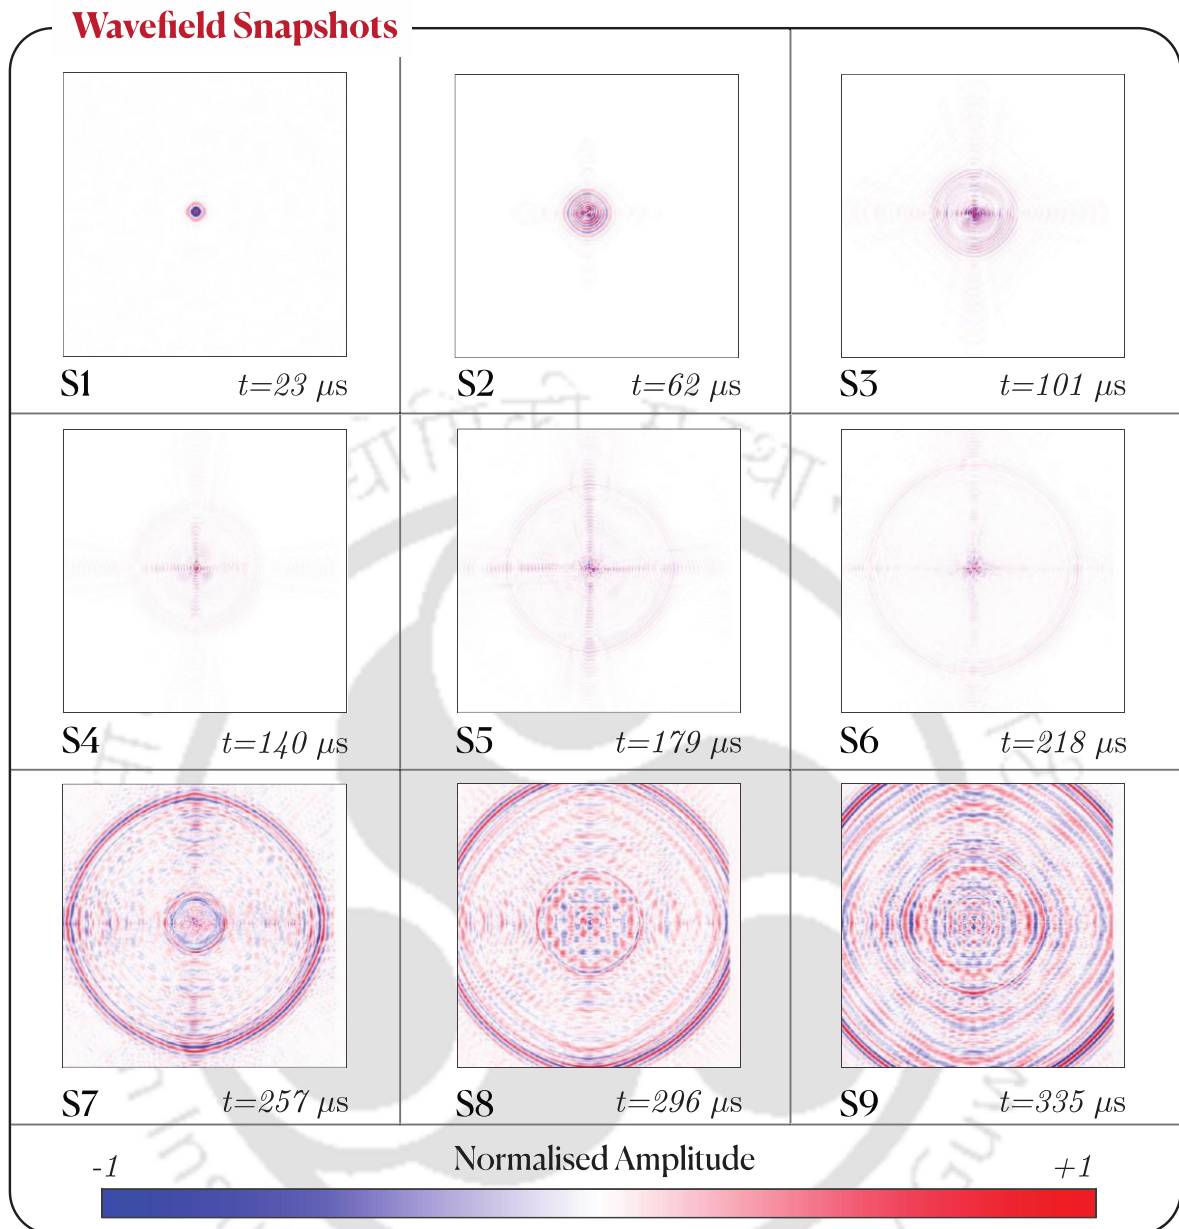 Wavefield Snapshots
S1 t=23 μs
S2 t=62 μs
S3 t=101 μs
S4 t=140 μs
S5 t=179 μs
S6 t=218 μs
S7 t=257 μs
S8 t=296 μs
S9 t=335 μs
Normalised Amplitude
-1 +1